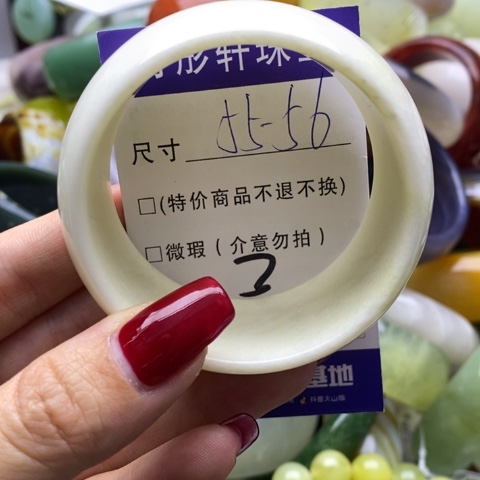 彤轩珠
尺寸 55-56
□(特价商品不退不换)
□微瑕(介意勿拍)
2
基地